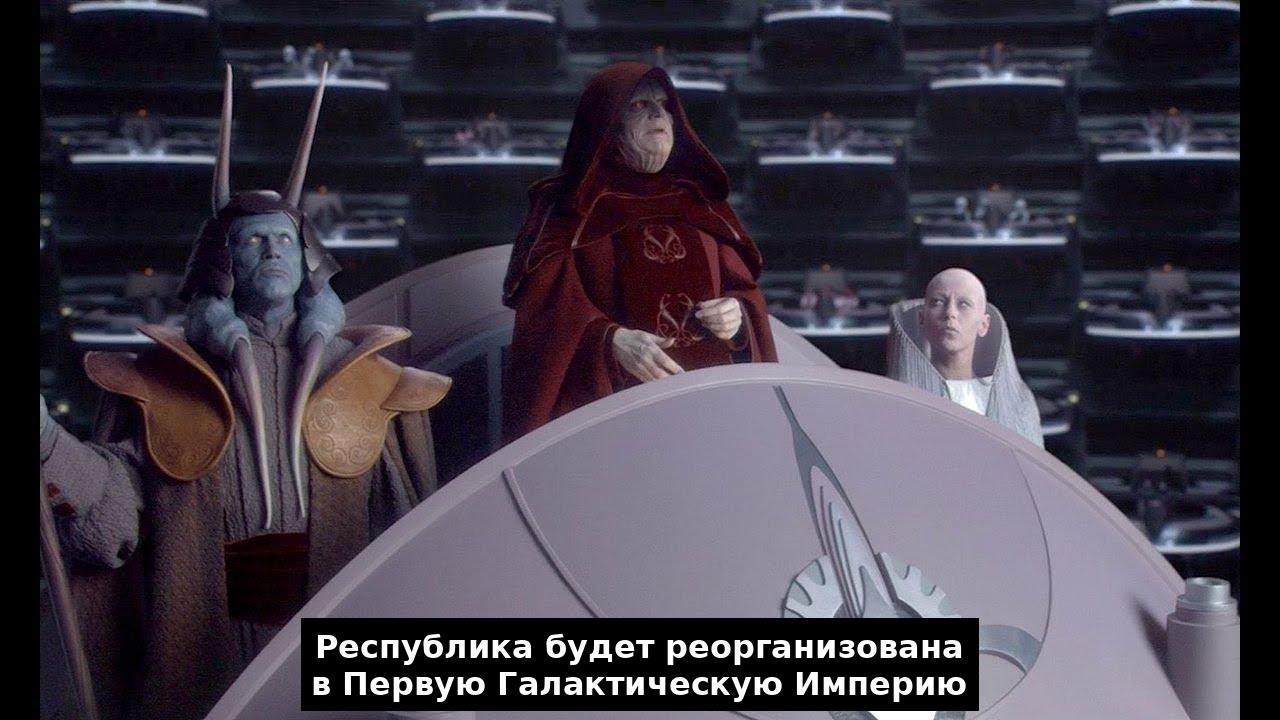 Республика будет реорганизована
в Первую Галактическую Империю